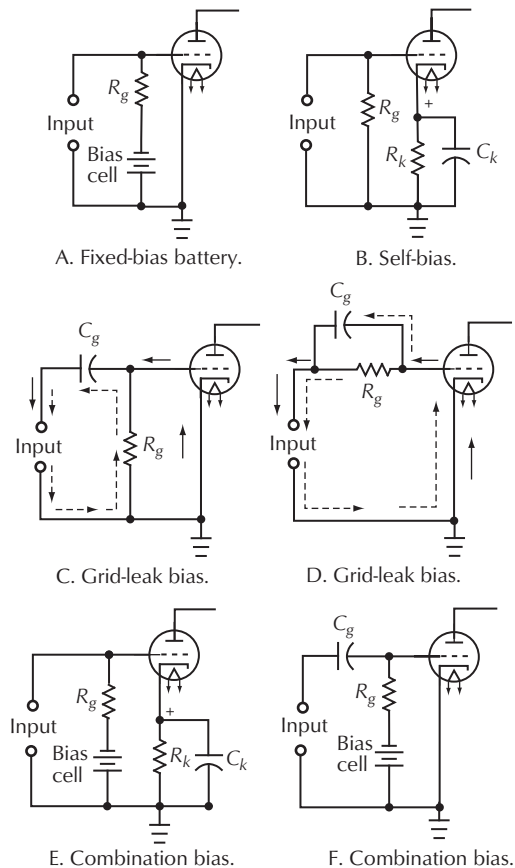 R_g
Input
Bias
cell
A. Fixed-bias battery.
+
R_g
Input
R_k
C_k
B. Self-bias.
C_g
Input
R_g
C. Grid-leak bias.
C_g
R_g
Input
D. Grid-leak bias.
R_g
Input
Bias
cell
+
R_k
C_k
E. Combination bias.
C_g
R_g
Input
Bias
cell
F. Combination bias.